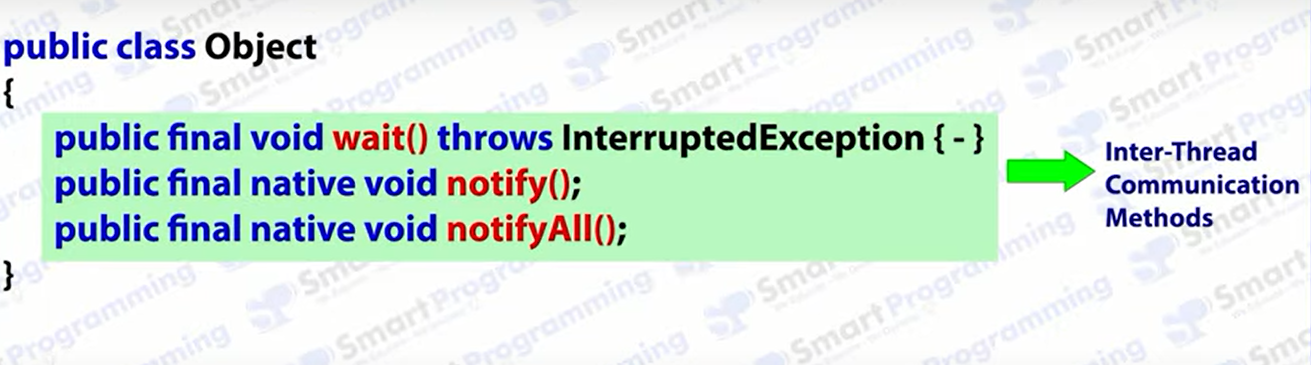 public class Object
{
public final void wait() throws InterruptedException { - }
public final native void notify();
public final native void notifyAll();
}
Inter-Thread
Communication
Methods